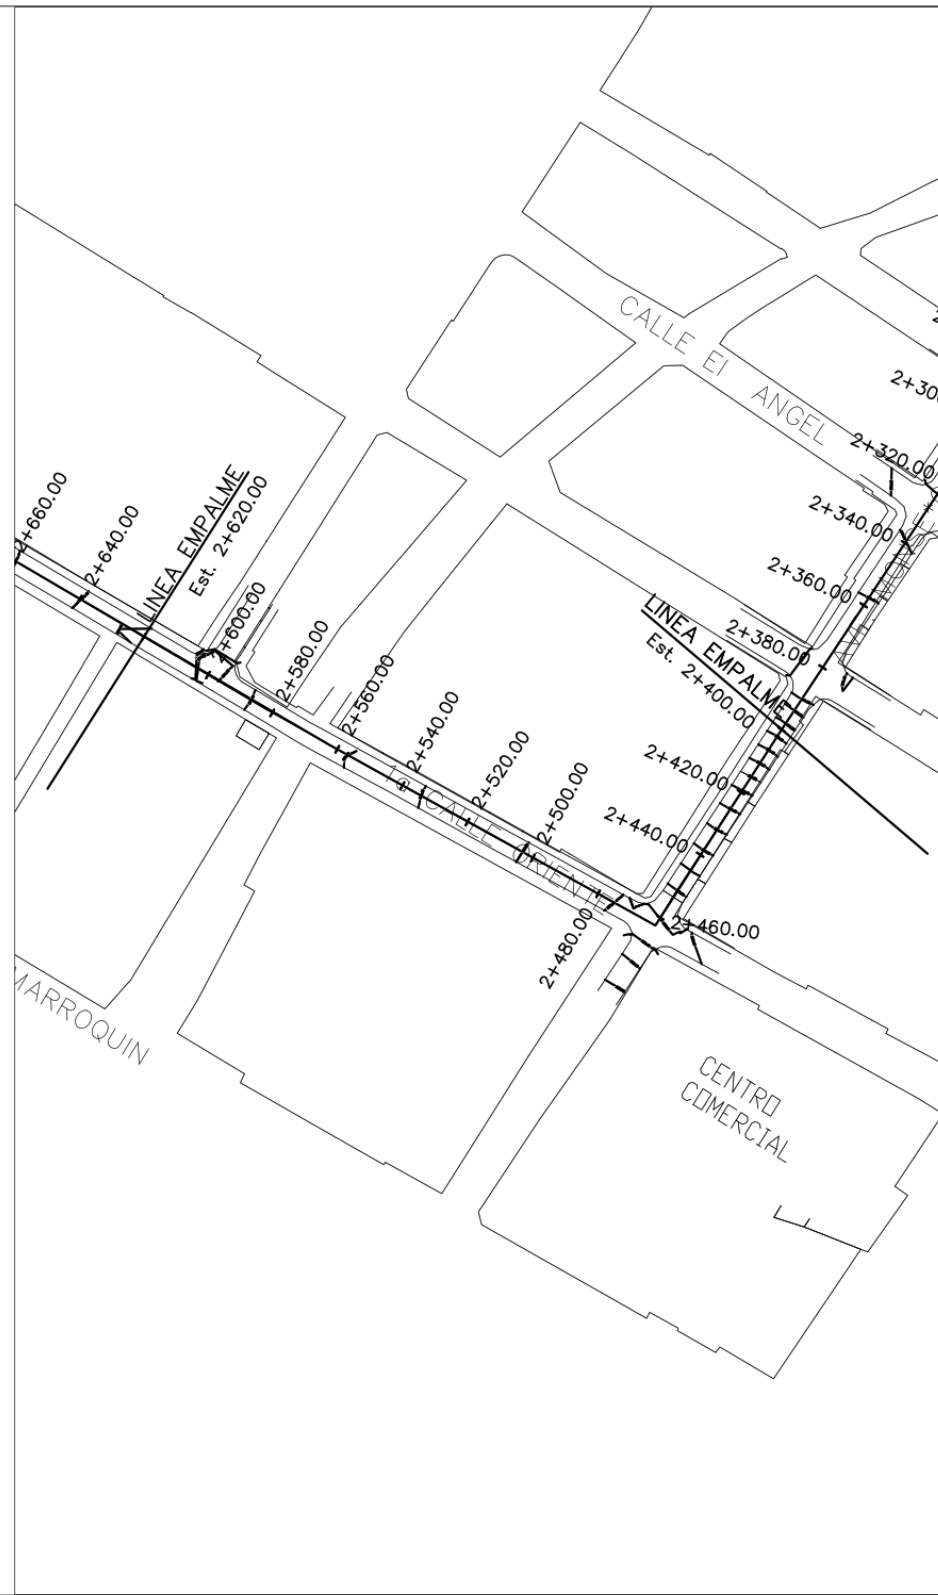 CALLE El ANGEL
2+300
2+320.00
2+340.00
2+360.00
2+380.00
LINEA EMPALME
Est. 2+400.00
2+420.00
2+440.00
2+460.00
2+480.00
2+500.00
2+520.00
2+540.00
2+560.00
2+580.00
2+600.00
LINEA EMPALME
Est. 2+620.00
2+640.00
2+660.00
1a CALLE ORIENTE
MARROQUIN
CENTRO
COMERCIAL